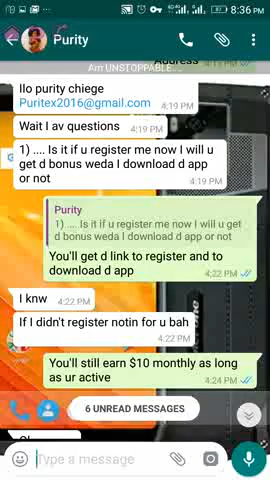 8:36 PM
Purity
Am UNSTOPPABLE...
Address
Ilo purity chiege
Puritex2016@gmail.com
4:19 PM
Wait I av questions
4:19 PM
1) .... Is it if u register me now I will u
get d bonus weda I download d app
or not
4:19 PM
Purity
1) .... Is it if u register me now I will u
get d bonus weda I download d app or not
You'll get d link to register and to
download d app
4:22 PM
I knw
4:22 PM
If I didn't register notin for u bah
4:22 PM
You'll still earn $10 monthly as long
as ur active
4:24 PM
6 UNREAD MESSAGES
Type a message